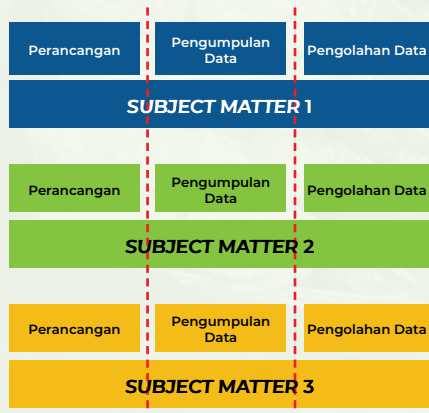 Perancangan
Pengumpulan
Data
Pengolahan Data
SUBJECT MATTER 1
Perancangan
Pengumpulan
Data
Pengolahan Data
SUBJECT MATTER 2
Perancangan
Pengumpulan
Data
Pengolahan Data
SUBJECT MATTER 3